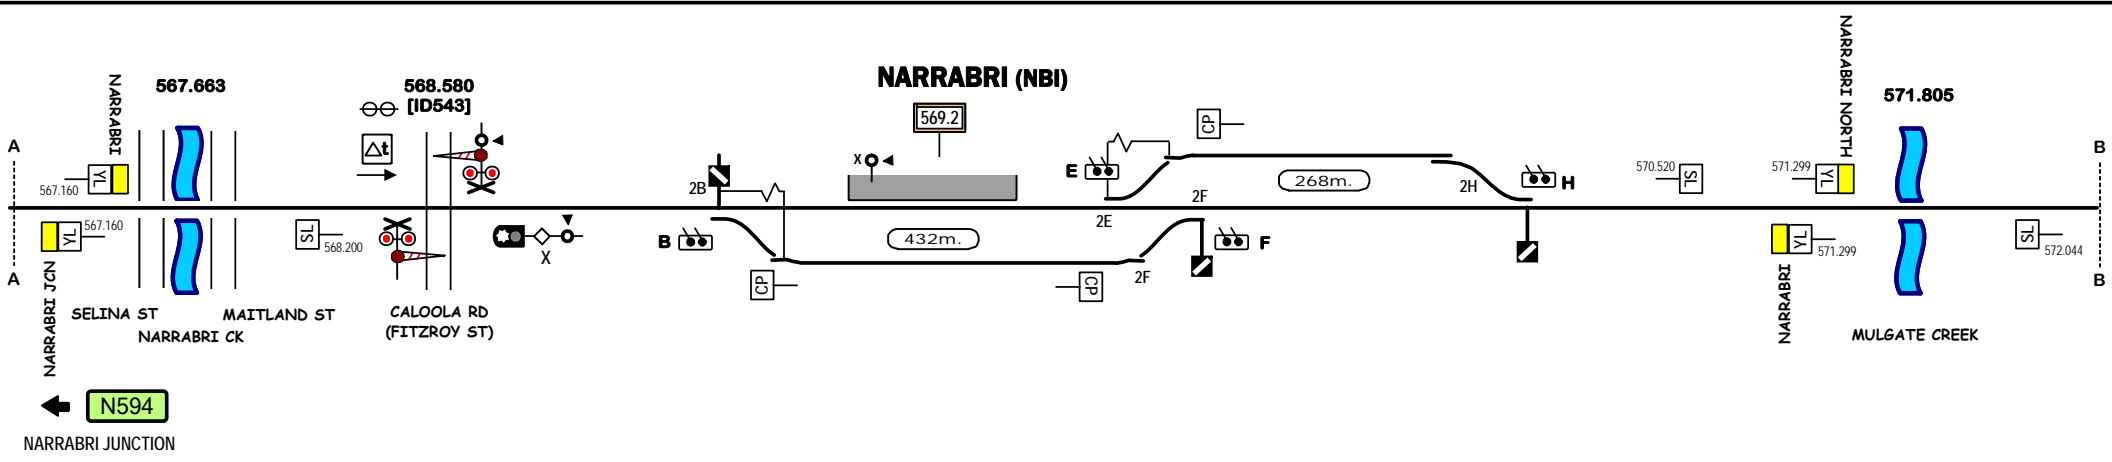 NARRABRI (NBI)
569.2
NARRABRI
567.663
568.580
[ID543]
Δt
NARRABRI NORTH
571.805
A
A
B
B
YL
567.160
YL
567.160
NARRABRI JCN
SELINA ST
NARRABRI CK
MAITLAND ST
SL
568.200
CALOOLA RD
(FITZROY ST)
X
X
2B
B
CP
432m.
CP
2F
F
E
2E
2F
CP
268m.
2H
H
570.520
SL
571.299
YL
YL
571.299
NARRABRI
MULGATE CREEK
SL
572.044
N594
NARRABRI JUNCTION